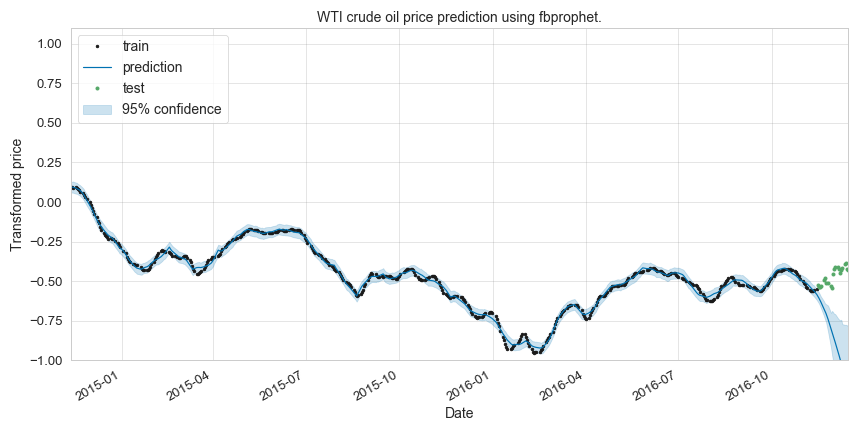 WTI crude oil price prediction using fbprophet.
train
prediction
test
95% confidence
Transformed price
1.00
0.75
0.50
0.25
0.00
−0.25
−0.50
−0.75
−1.00
2015-01
2015-04
2015-07
2015-10
2016-01
2016-04
2016-07
2016-10
Date